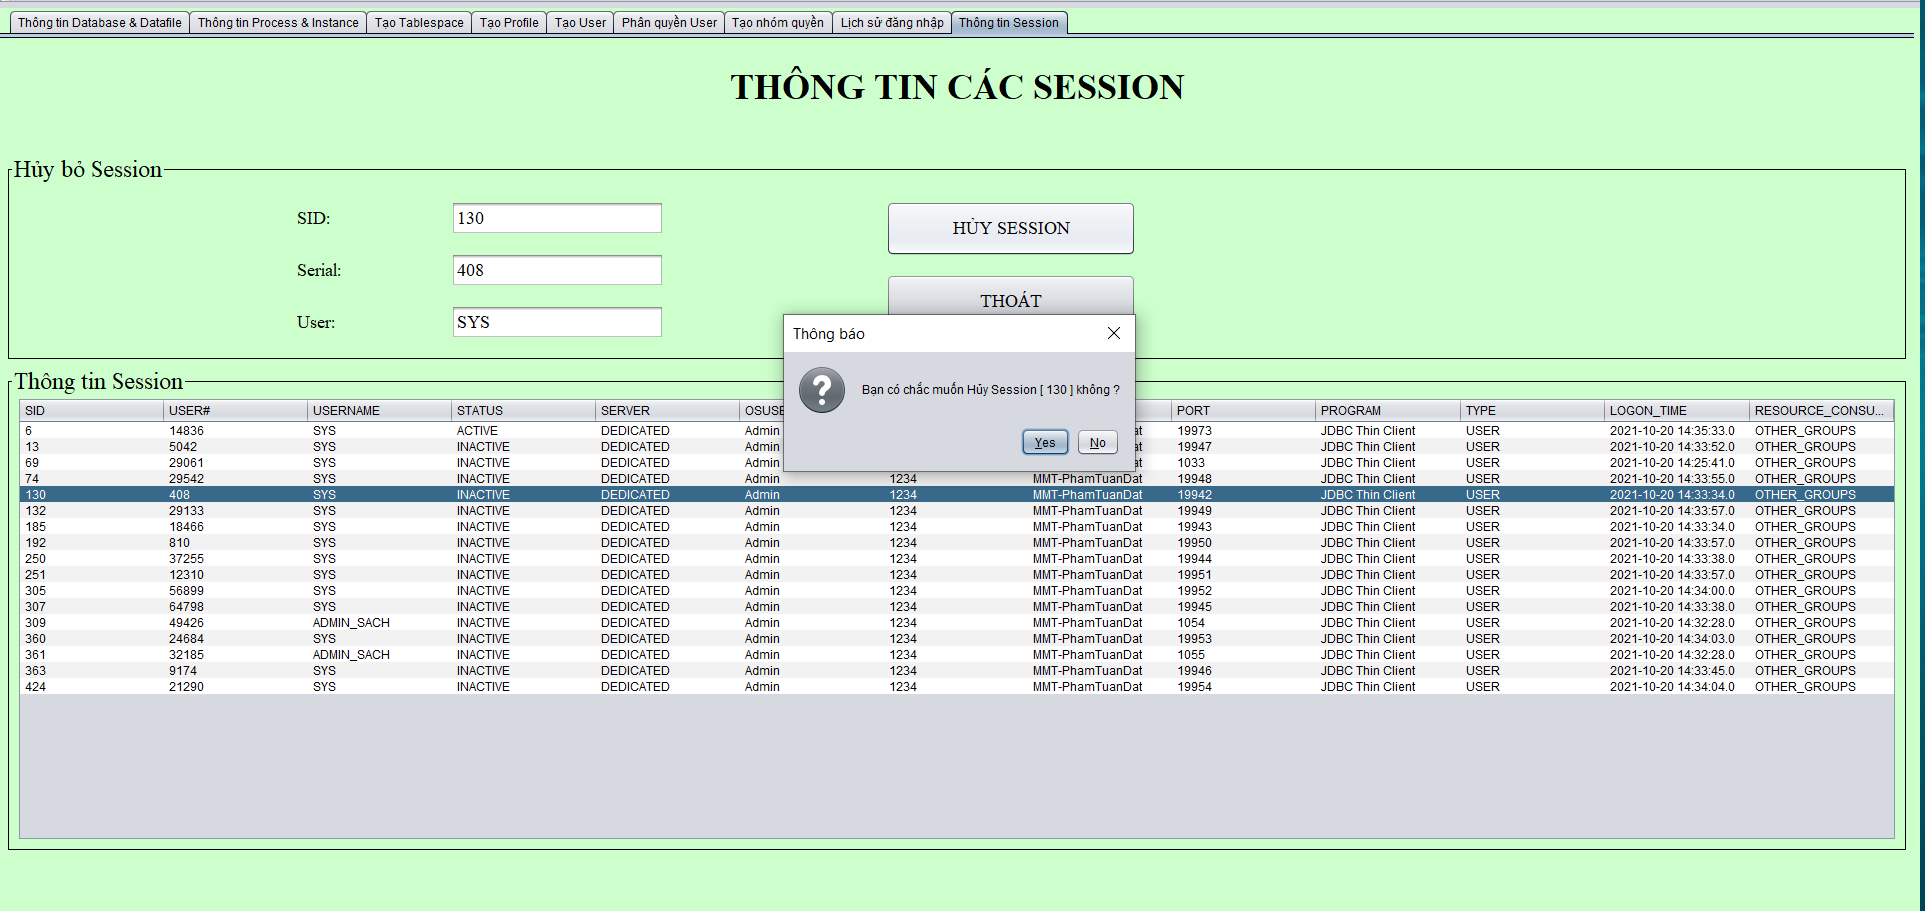 Thông tin Database & Datafile Thông tin Process & Instance Tạo Tablespace Tạo Profile Tạo User Phân quyền User Tạo nhóm quyền Lịch sử đăng nhập Thông tin Session
THÔNG TIN CÁC SESSION
Hủy bỏ Session
SID: 130 HỦY SESSION
Serial: 408 THOÁT
User: SYS
Thông báo
Bạn có chắc muốn Hủy Session [ 130 ] không ?
Yes No
Thông tin Session
SID USER# USERNAME STATUS SERVER OSUSE PORT PROGRAM TYPE LOGON_TIME RESOURCE_CONSU...
6 14836 SYS ACTIVE DEDICATED Admin at 19973 JDBC Thin Client USER 2021-10-20 14:35:33.0 OTHER_GROUPS
13 5042 SYS INACTIVE DEDICATED Admin at 19947 JDBC Thin Client USER 2021-10-20 14:33:52.0 OTHER_GROUPS
69 29061 SYS INACTIVE DEDICATED Admin at 1033 JDBC Thin Client USER 2021-10-20 14:25:41.0 OTHER_GROUPS
74 29542 SYS INACTIVE DEDICATED Admin 1234 MMT-PhamTuanDat 19948 JDBC Thin Client USER 2021-10-20 14:33:55.0 OTHER_GROUPS
130 408 SYS INACTIVE DEDICATED Admin 1234 MMT-PhamTuanDat 19942 JDBC Thin Client USER 2021-10-20 14:33:34.0 OTHER_GROUPS
132 29133 SYS INACTIVE DEDICATED Admin 1234 MMT-PhamTuanDat 19949 JDBC Thin Client USER 2021-10-20 14:33:57.0 OTHER_GROUPS
185 18466 SYS INACTIVE DEDICATED Admin 1234 MMT-PhamTuanDat 19943 JDBC Thin Client USER 2021-10-20 14:33:34.0 OTHER_GROUPS
192 810 SYS INACTIVE DEDICATED Admin 1234 MMT-PhamTuanDat 19950 JDBC Thin Client USER 2021-10-20 14:33:57.0 OTHER_GROUPS
250 37255 SYS INACTIVE DEDICATED Admin 1234 MMT-PhamTuanDat 19944 JDBC Thin Client USER 2021-10-20 14:33:38.0 OTHER_GROUPS
251 12310 SYS INACTIVE DEDICATED Admin 1234 MMT-PhamTuanDat 19951 JDBC Thin Client USER 2021-10-20 14:33:57.0 OTHER_GROUPS
305 56899 SYS INACTIVE DEDICATED Admin 1234 MMT-PhamTuanDat 19952 JDBC Thin Client USER 2021-10-20 14:34:00.0 OTHER_GROUPS
307 64798 SYS INACTIVE DEDICATED Admin 1234 MMT-PhamTuanDat 19945 JDBC Thin Client USER 2021-10-20 14:33:38.0 OTHER_GROUPS
309 49426 ADMIN_SACH INACTIVE DEDICATED Admin 1234 MMT-PhamTuanDat 1054 JDBC Thin Client USER 2021-10-20 14:32:28.0 OTHER_GROUPS
360 24684 SYS INACTIVE DEDICATED Admin 1234 MMT-PhamTuanDat 19953 JDBC Thin Client USER 2021-10-20 14:34:03.0 OTHER_GROUPS
361 32185 ADMIN_SACH INACTIVE DEDICATED Admin 1234 MMT-PhamTuanDat 1055 JDBC Thin Client USER 2021-10-20 14:32:28.0 OTHER_GROUPS
363 9174 SYS INACTIVE DEDICATED Admin 1234 MMT-PhamTuanDat 19946 JDBC Thin Client USER 2021-10-20 14:33:45.0 OTHER_GROUPS
424 21290 SYS INACTIVE DEDICATED Admin 1234 MMT-PhamTuanDat 19954 JDBC Thin Client USER 2021-10-20 14:34:04.0 OTHER_GROUPS